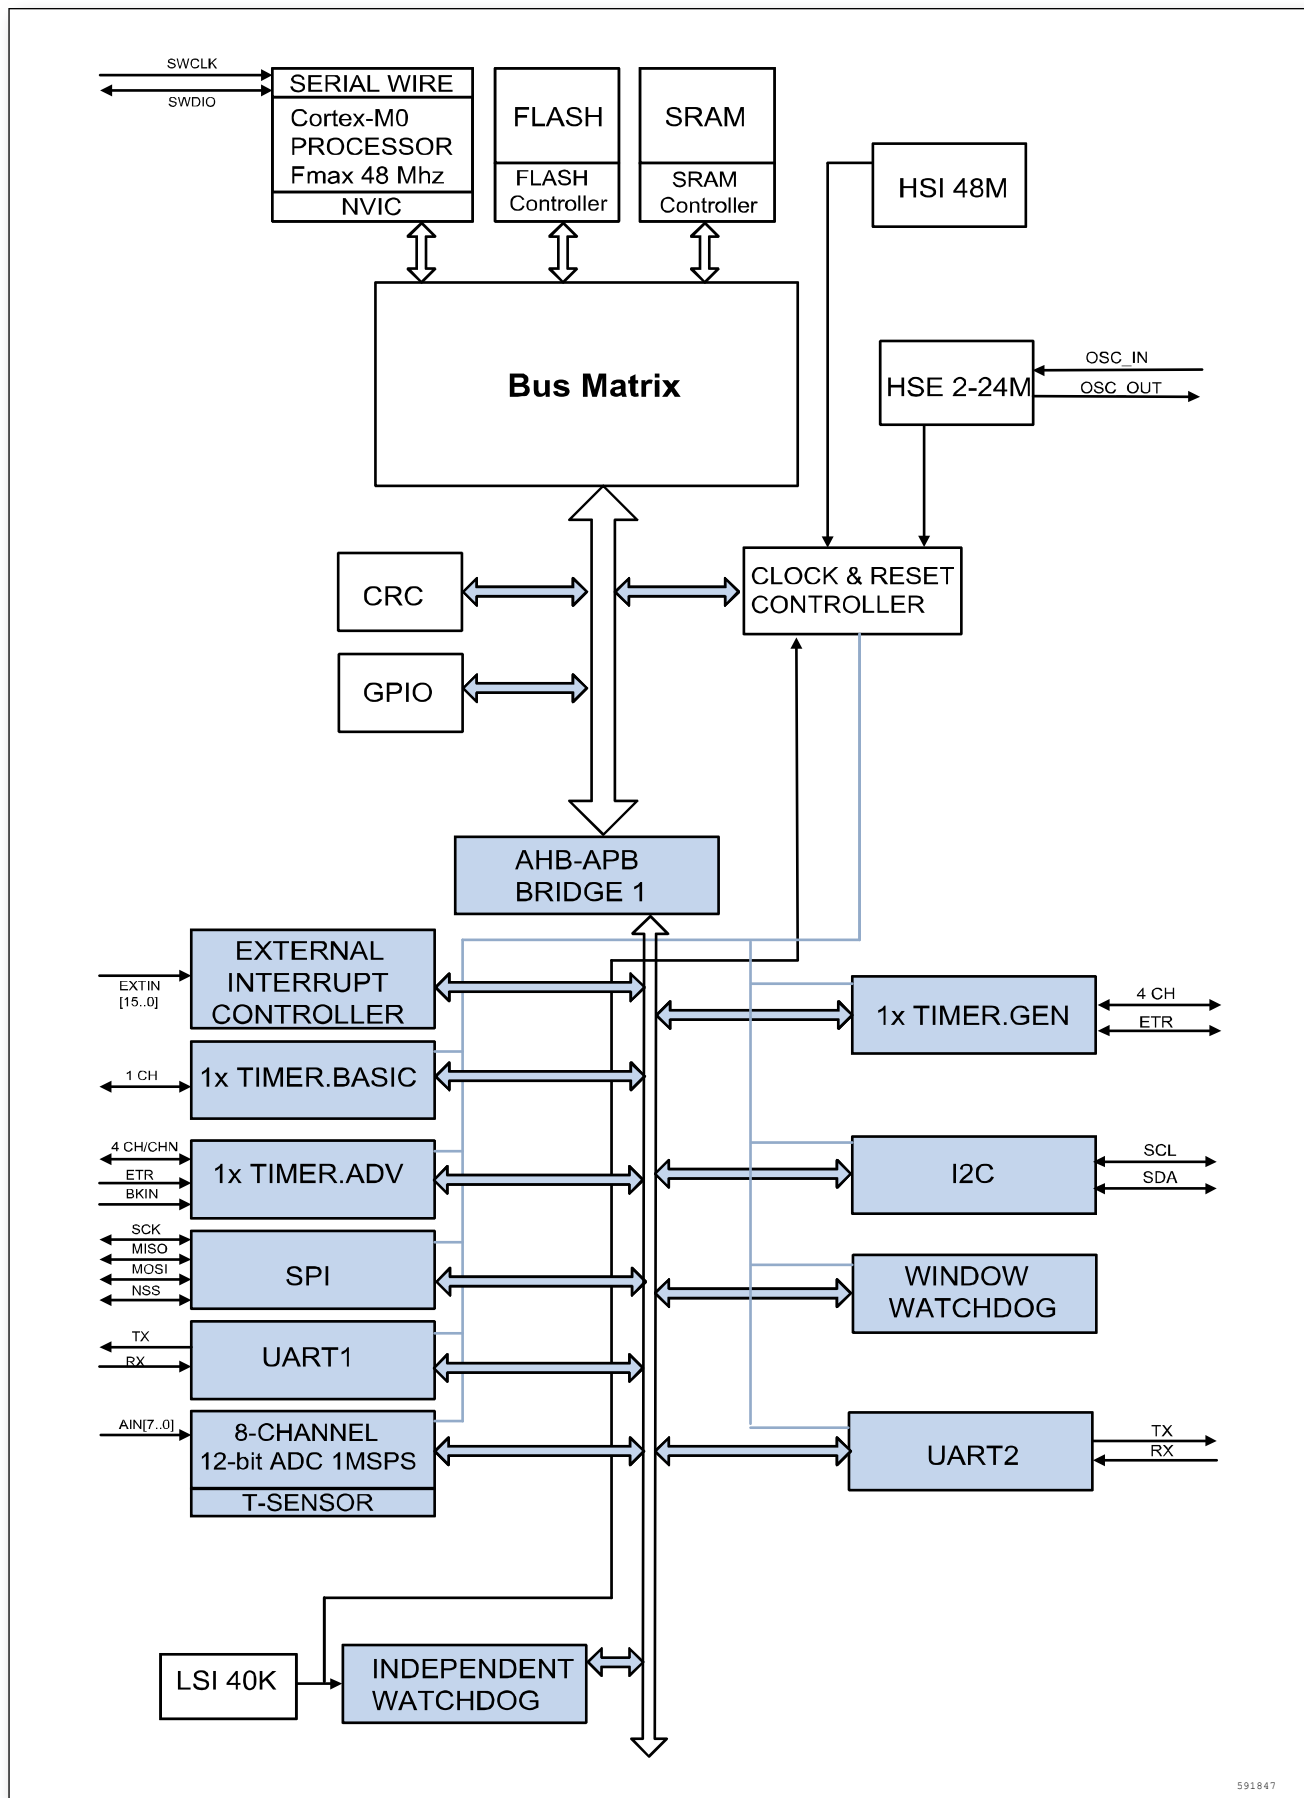 SWCLK
SWDIO
SERIAL WIRE
Cortex-M0
PROCESSOR
Fmax 48 Mhz
NVIC
FLASH
FLASH
Controller
SRAM
SRAM
Controller
HSI 48M
Bus Matrix
HSE 2-24M
OSC_IN
OSC_OUT
CRC
CLOCK & RESET
CONTROLLER
GPIO
AHB-APB
BRIDGE 1
EXTIN
[15..0]
EXTERNAL
INTERRUPT
CONTROLLER
1x TIMER.GEN
4 CH
ETR
1 CH
1x TIMER.BASIC
4 CH/CHN
ETR
BKIN
1x TIMER.ADV
I2C
SCL
SDA
SCK
MISO
MOSI
NSS
SPI
WINDOW
WATCHDOG
TX
RX
UART1
AIN[7..0]
8-CHANNEL
12-bit ADC 1MSPS
T-SENSOR
UART2
TX
RX
LSI 40K
INDEPENDENT
WATCHDOG
591847